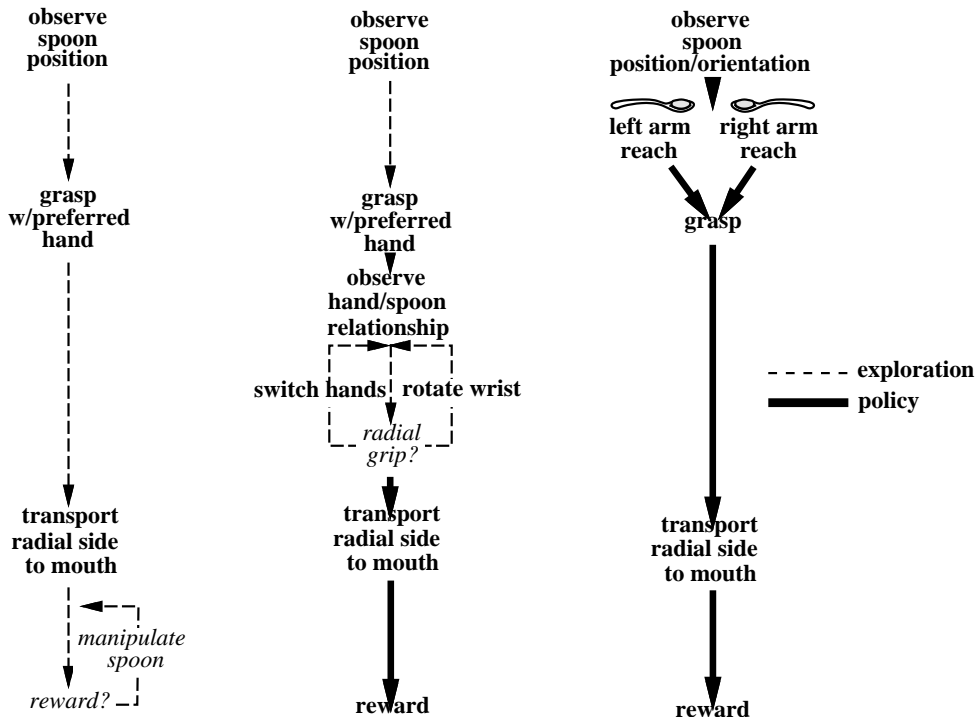 observe
spoon
position
grasp
w/preferred
hand
transport
radial side
to mouth
manipulate
spoon
reward?
observe
spoon
position
grasp
w/preferred
hand
observe
hand/spoon
relationship
switch hands
rotate wrist
radial
grip?
transport
radial side
to mouth
reward
observe
spoon
position/orientation
left arm
reach
right arm
reach
grasp
transport
radial side
to mouth
reward
exploration
policy